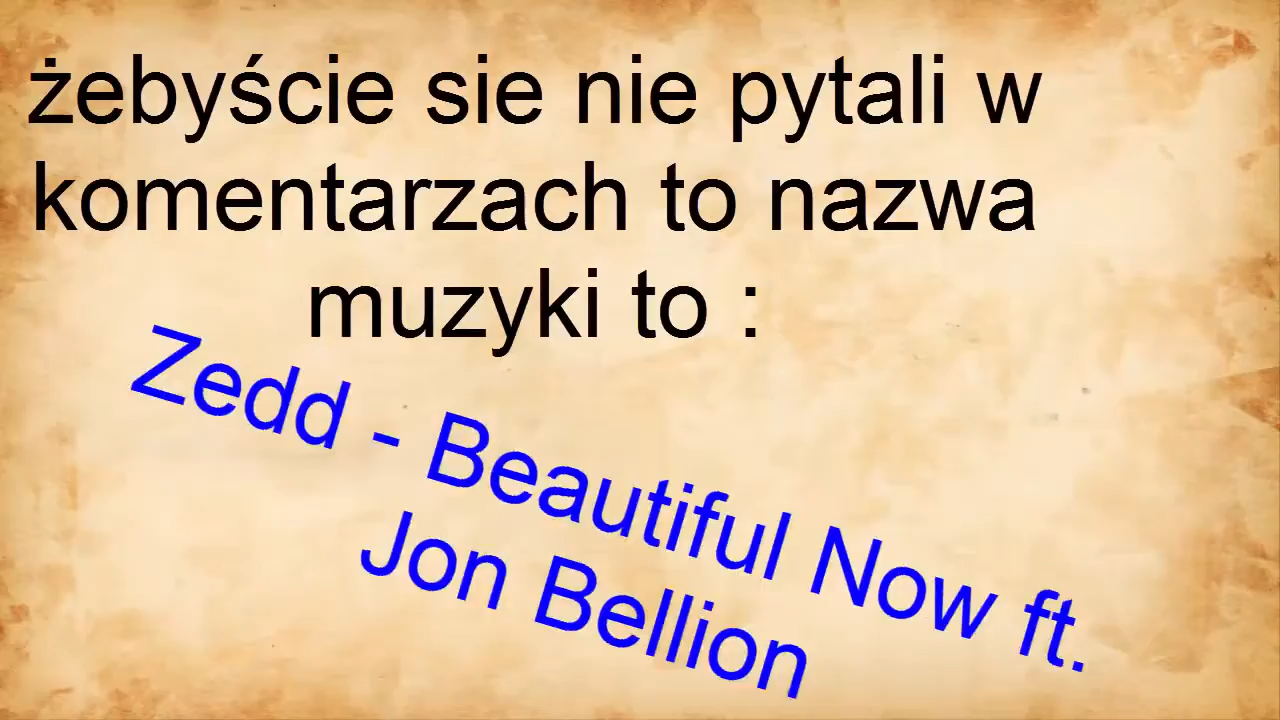 żebyście sie nie pytali w
komentarzach to nazwa
muzyki to :
Zedd - Beautiful Now ft.
Jon Bellion